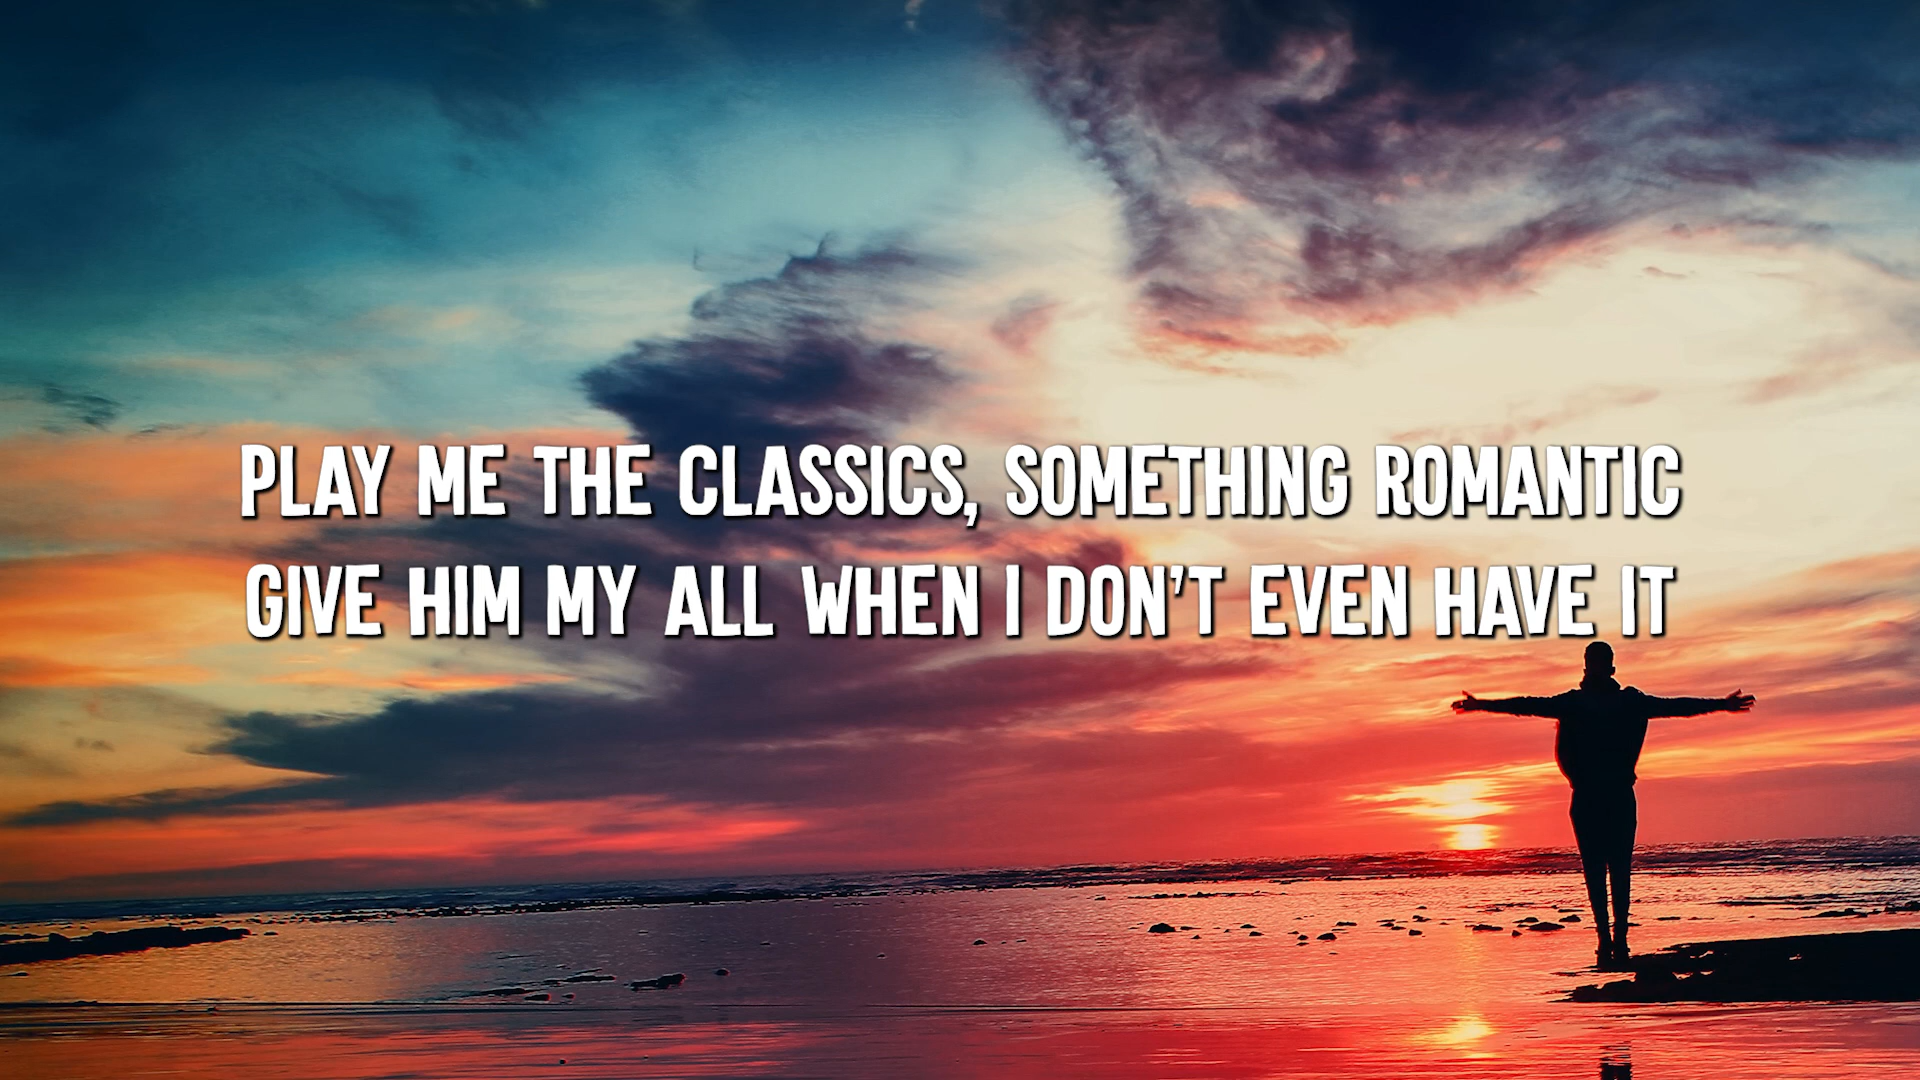 PLAY ME THE CLASSICS, SOMETHING ROMANTIC
GIVE HIM MY ALL WHEN I DON'T EVEN HAVE IT